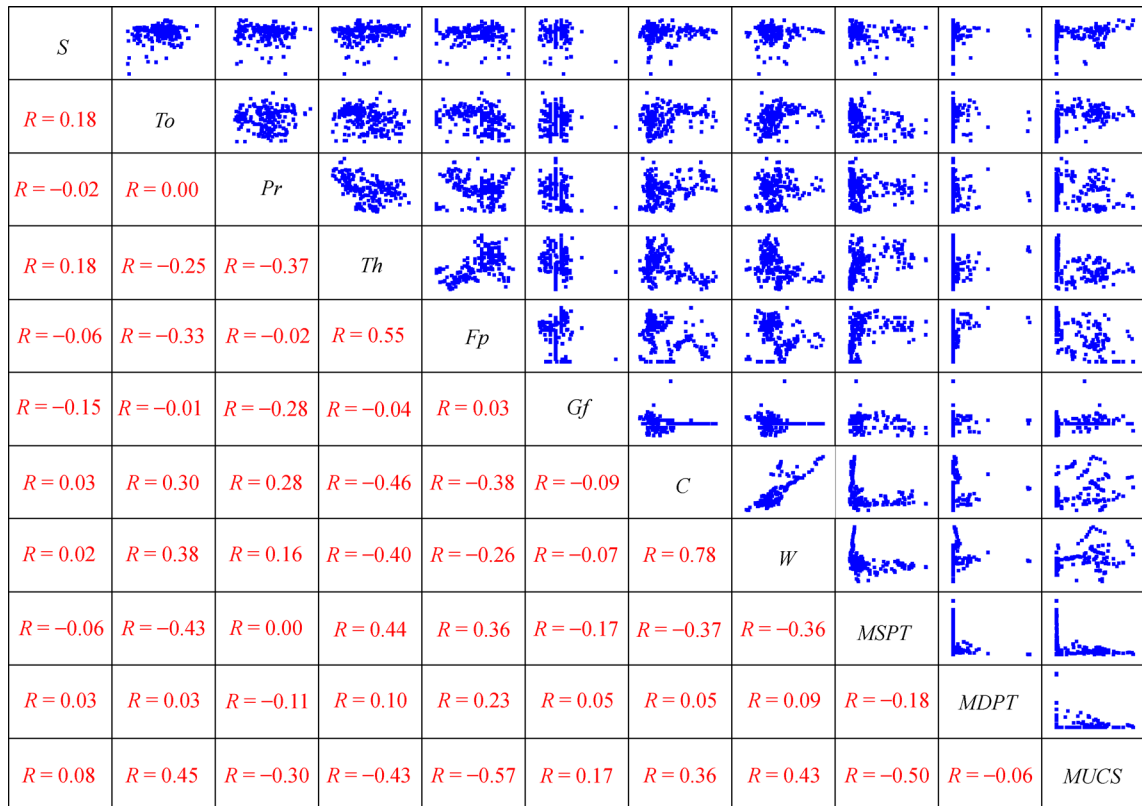 S
R = 0.18 To
R = −0.02 R = 0.00 Pr
R = 0.18 R = −0.25 R = −0.37 Th
R = −0.06 R = −0.33 R = −0.02 R = 0.55 Fp
R = −0.15 R = −0.01 R = −0.28 R = −0.04 R = 0.03 Gf
R = 0.03 R = 0.30 R = 0.28 R = −0.46 R = −0.38 R = −0.09 C
R = 0.02 R = 0.38 R = 0.16 R = −0.40 R = −0.26 R = −0.07 R = 0.78 W
R = −0.06 R = −0.43 R = 0.00 R = 0.44 R = 0.36 R = −0.17 R = −0.37 R = −0.36 MSPT
R = 0.03 R = 0.03 R = −0.11 R = 0.10 R = 0.23 R = 0.05 R = 0.05 R = 0.09 R = −0.18 MDPT
R = 0.08 R = 0.45 R = −0.30 R = −0.43 R = −0.57 R = 0.17 R = 0.36 R = 0.43 R = −0.50 R = −0.06 MUCS